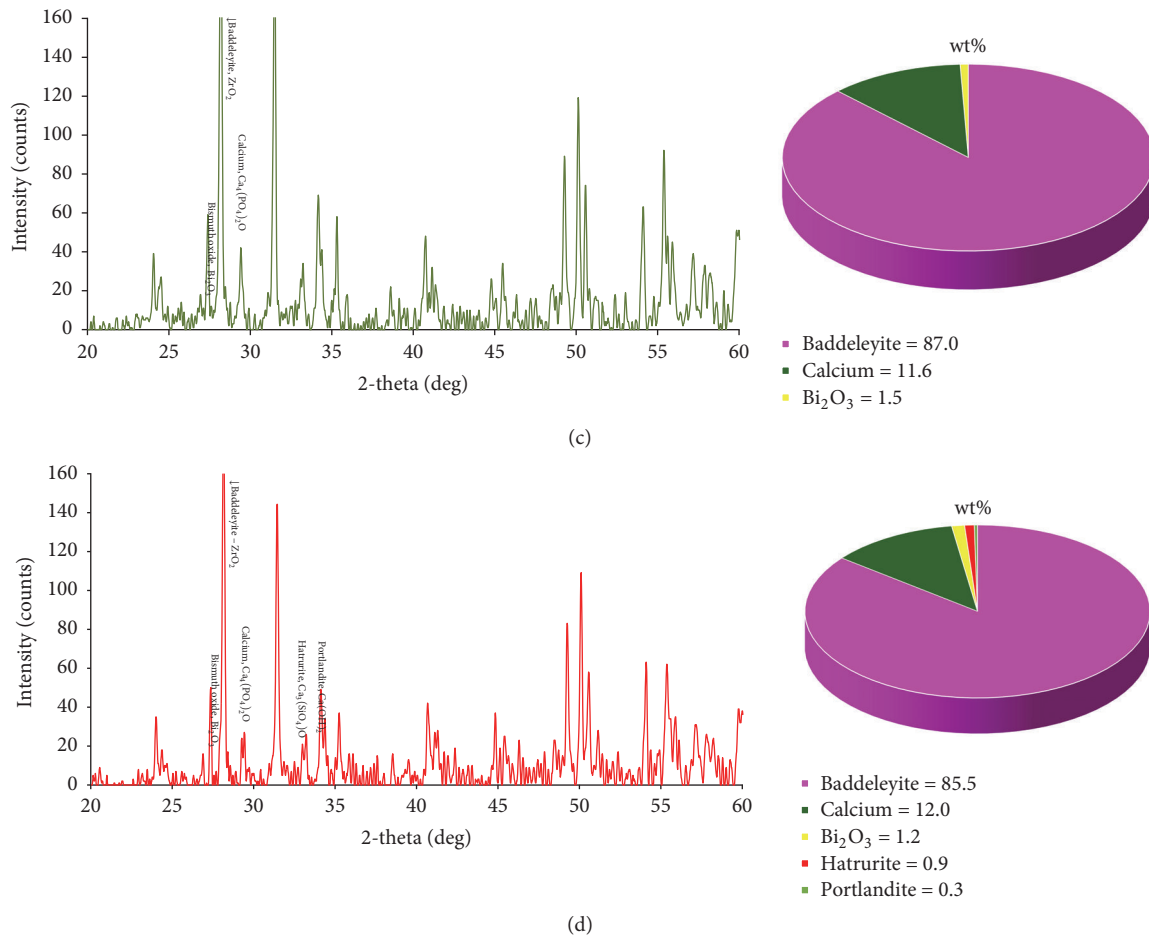 160
140
120
100
80
60
40
20
0
Intensity (counts)
↓Baddeleyite, ZrO₂
Bismuth oxide, Bi₂O₃
Calcium, Ca₄(PO₄)₂O
20 25 30 35 40 45 50 55 60
2-theta (deg)
wt%
Baddeleyite = 87.0
Calcium = 11.6
Bi₂O₃ = 1.5
(c)
160
140
120
100
80
60
40
20
0
Intensity (counts)
↓Baddeleyite – ZrO₂
Bismuth oxide, Bi₂O₃
Calcium, Ca₄(PO₄)₂O
Hatrurite, Ca₃(SiO₄)O
Portlandite, Ca(OH)₂
20 25 30 35 40 45 50 55 60
2-theta (deg)
wt%
Baddeleyite = 85.5
Calcium = 12.0
Bi₂O₃ = 1.2
Hatrurite = 0.9
Portlandite = 0.3
(d)